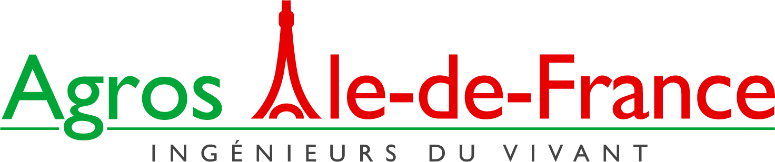 Agros Île-de-France
INGÉNIEURS DU VIVANT